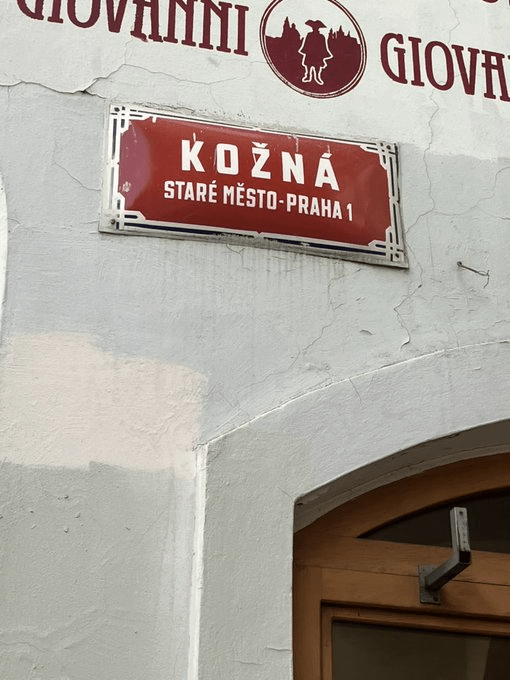 GIOVANNI
GIOVA
KOŽNÁ
STARÉ MĚSTO-PRAHA 1